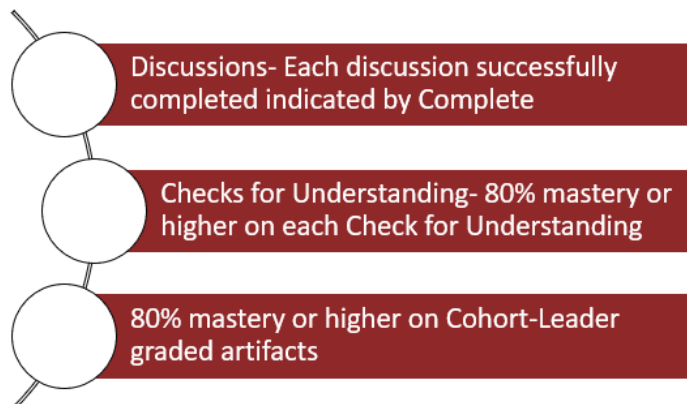 Discussions- Each discussion successfully
completed indicated by Complete
Checks for Understanding- 80% mastery or
higher on each Check for Understanding
80% mastery or higher on Cohort-Leader
graded artifacts